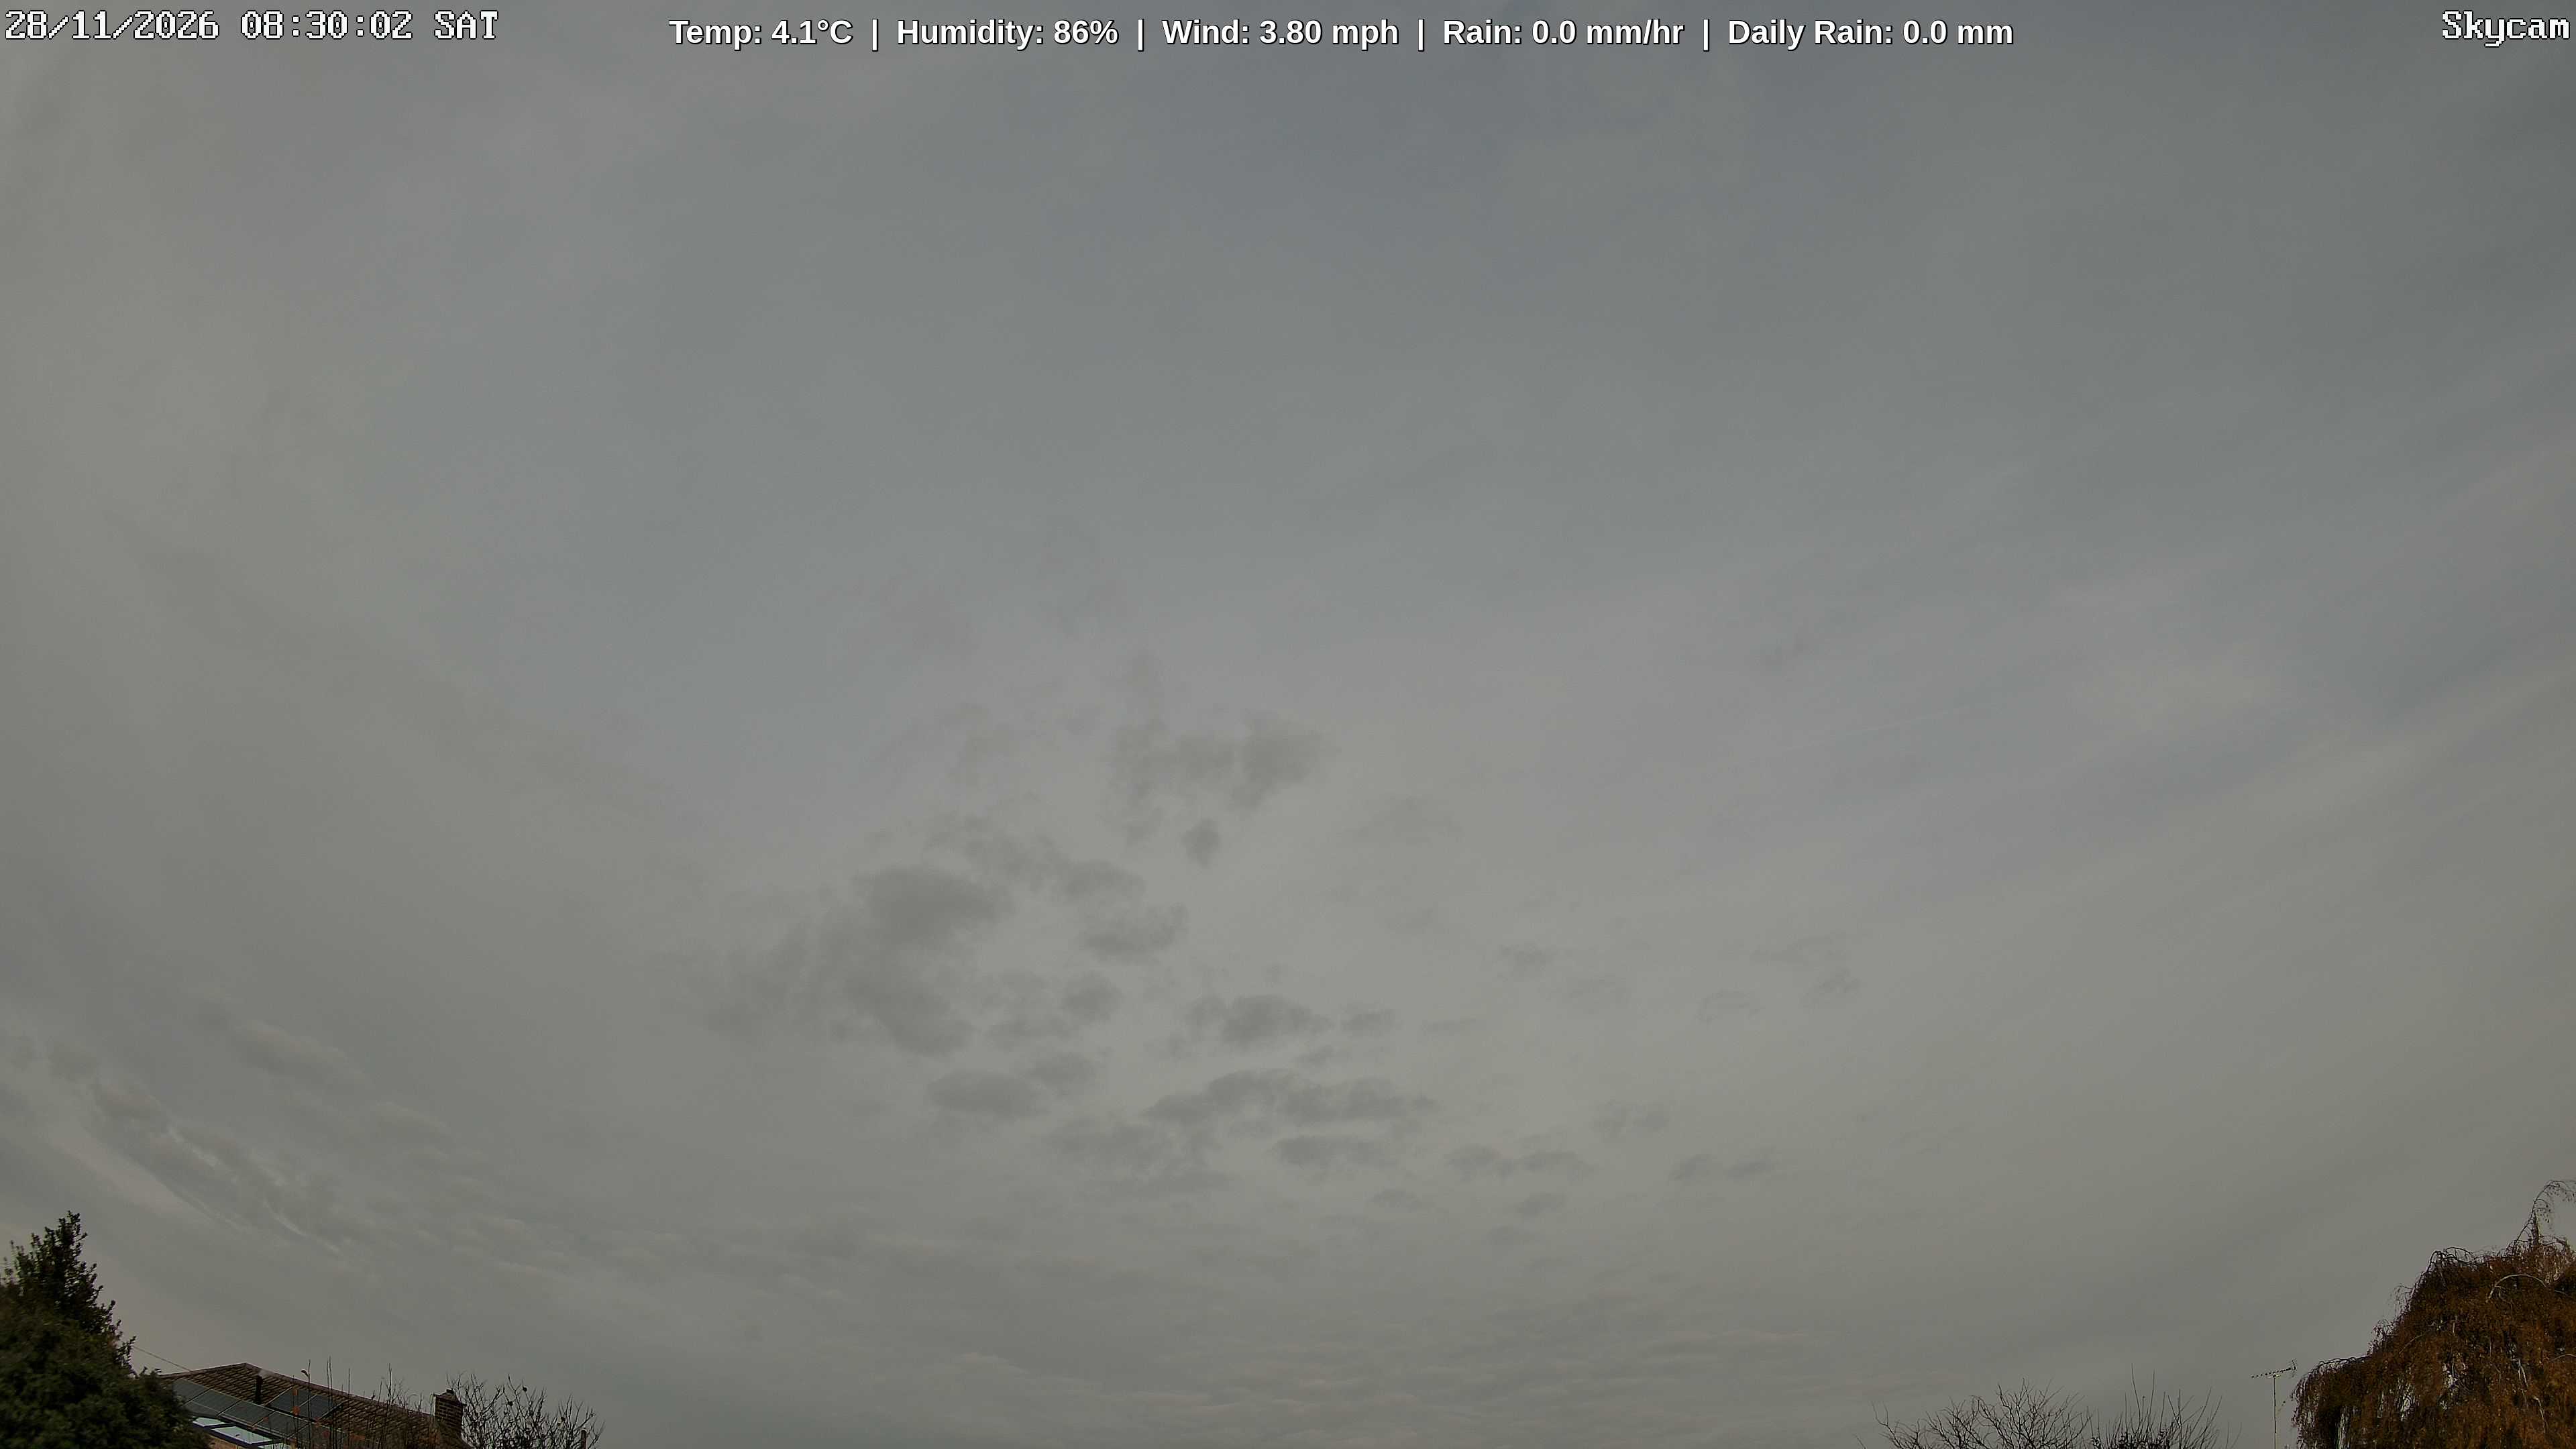 28/11/2026 08:30:02 SAT
Temp: 4.1°C | Humidity: 86% | Wind: 3.80 mph | Rain: 0.0 mm/hr | Daily Rain: 0.0 mm
Skycam